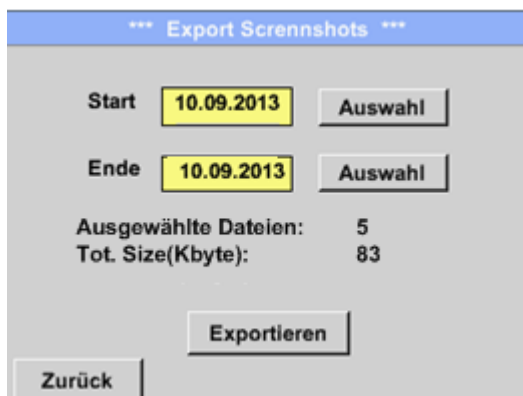 *** Export Scrennshots ***
Start 10.09.2013 Auswahl
Ende 10.09.2013 Auswahl
Ausgewählte Dateien: 5
Tot. Size(Kbyte): 83
Exportieren
Zurück